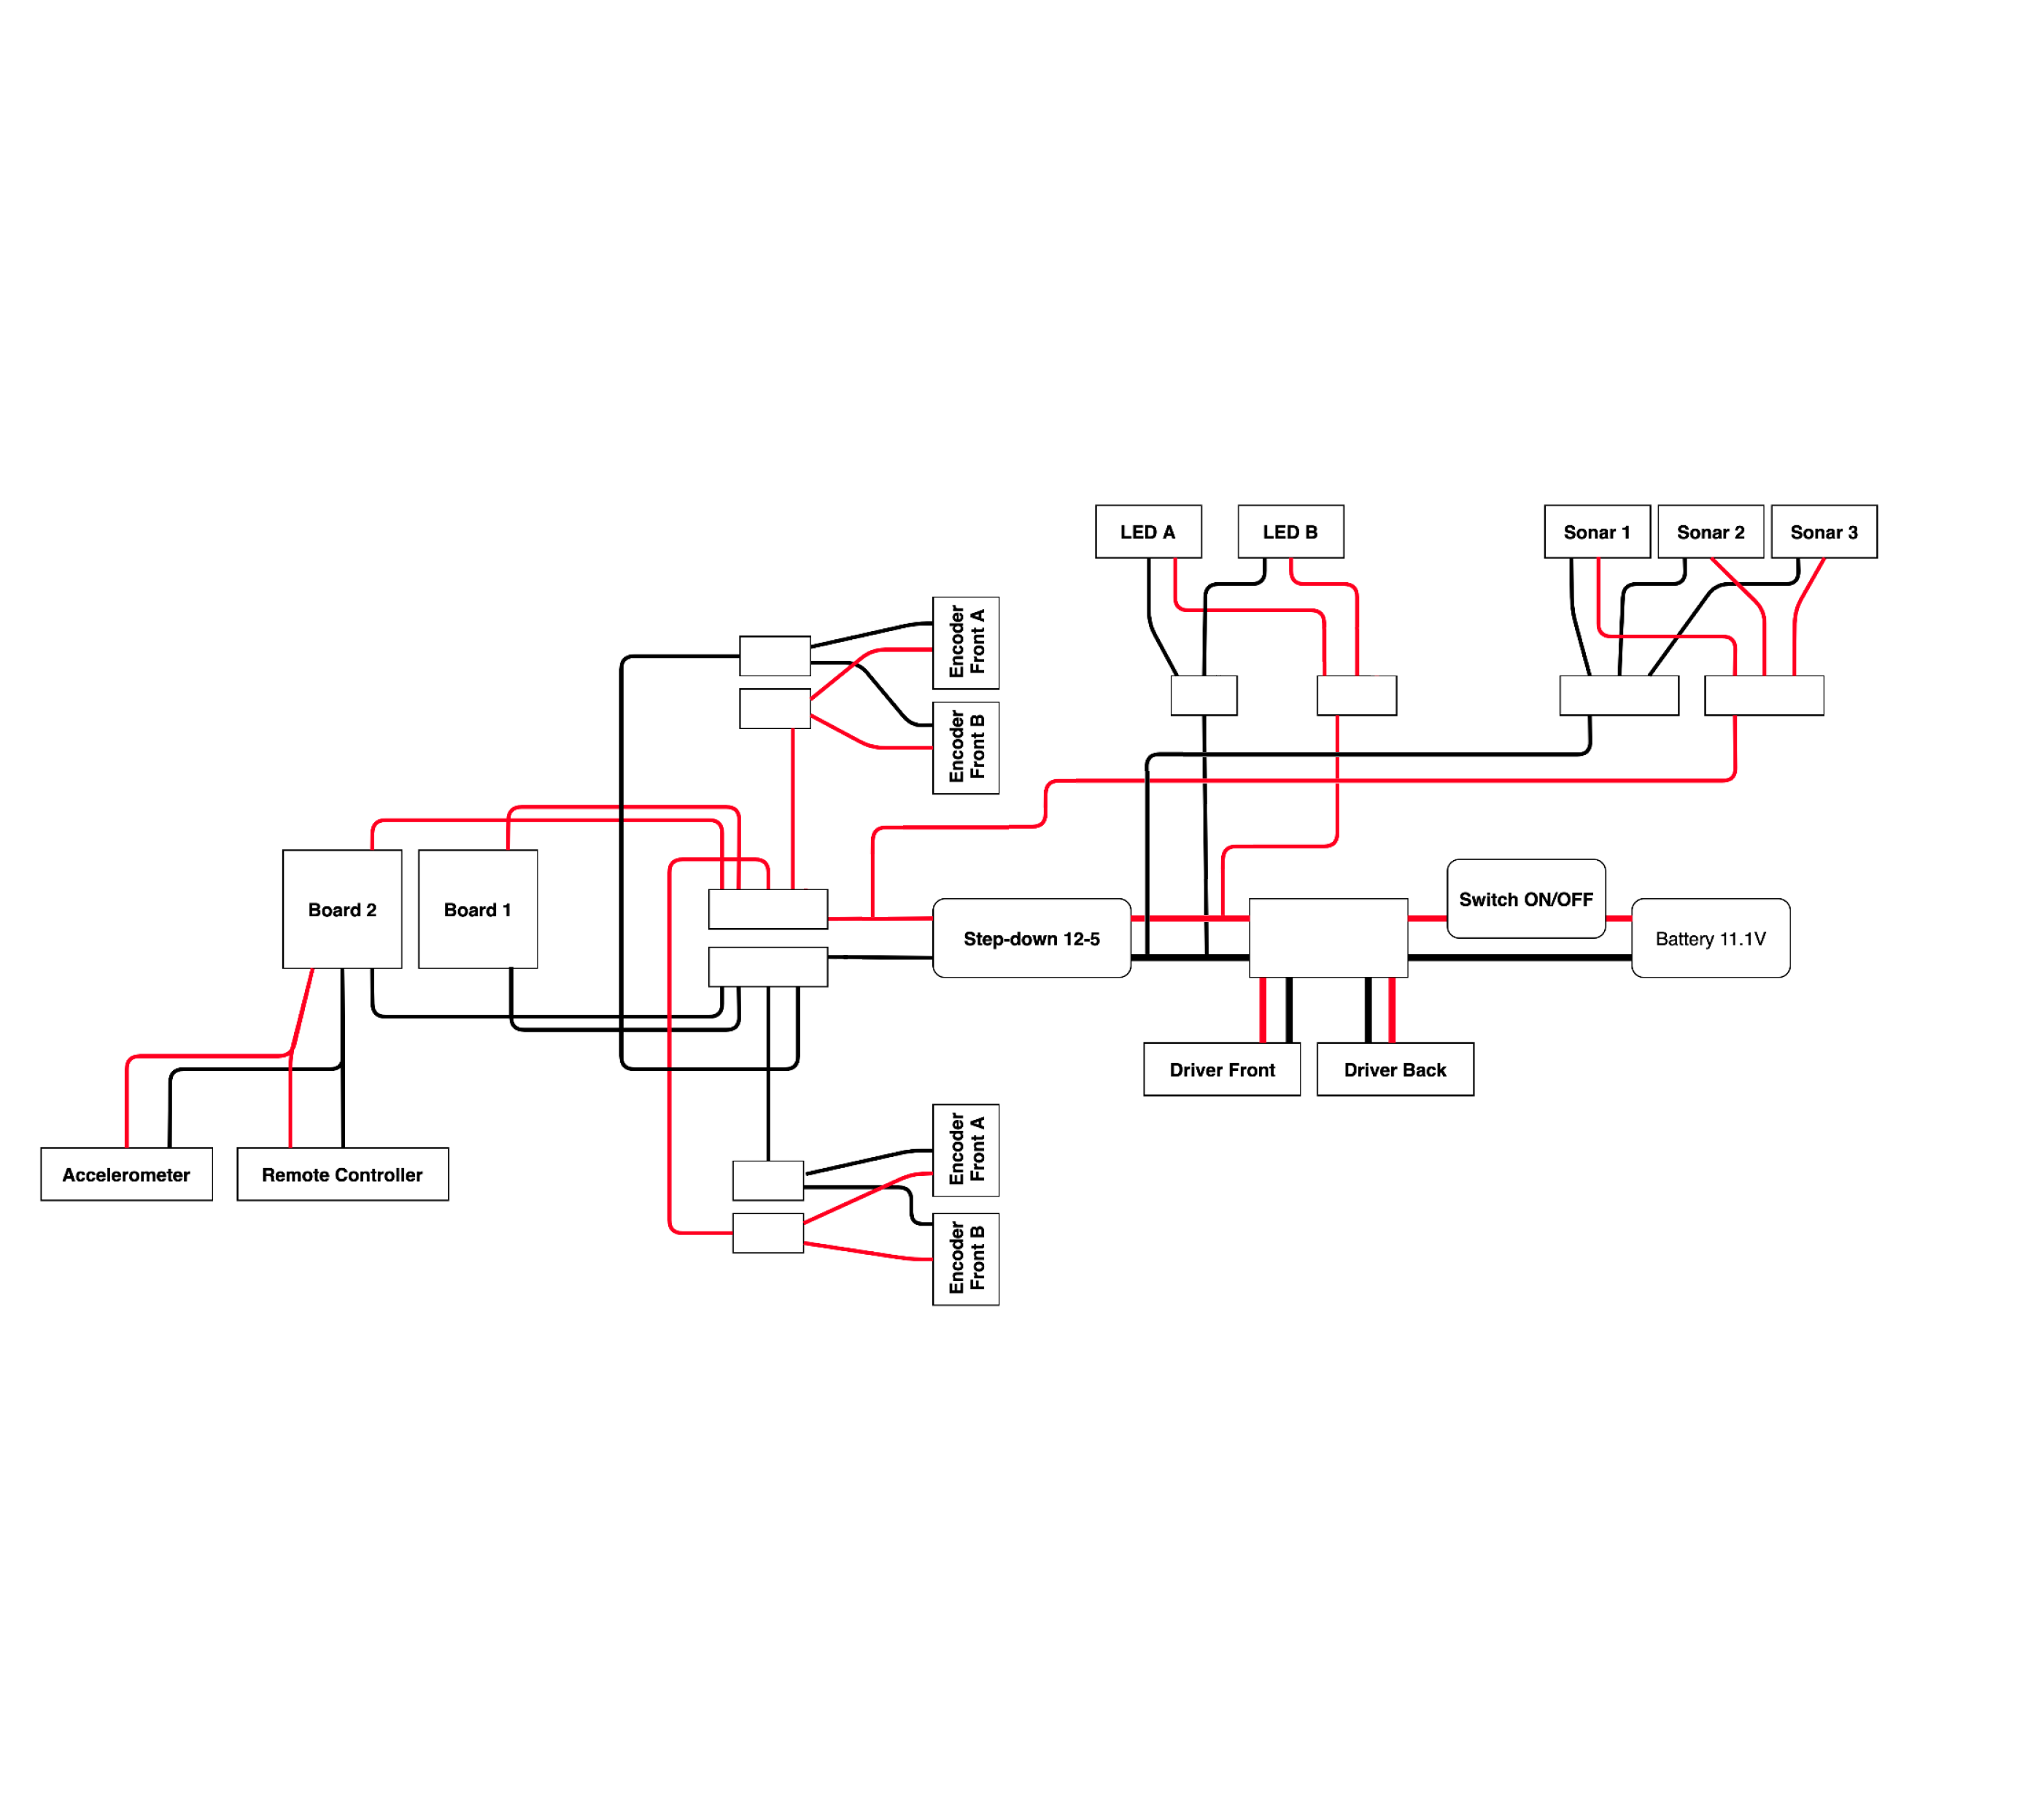 LED A
LED B
Sonar 1
Sonar 2
Sonar 3
Encoder
Front A
Encoder
Front B
Switch ON/OFF
Board 2
Board 1
Step-down 12-5
Battery 11.1V
Driver Front
Driver Back
Accelerometer
Remote Controller
Encoder
Front A
Encoder
Front B